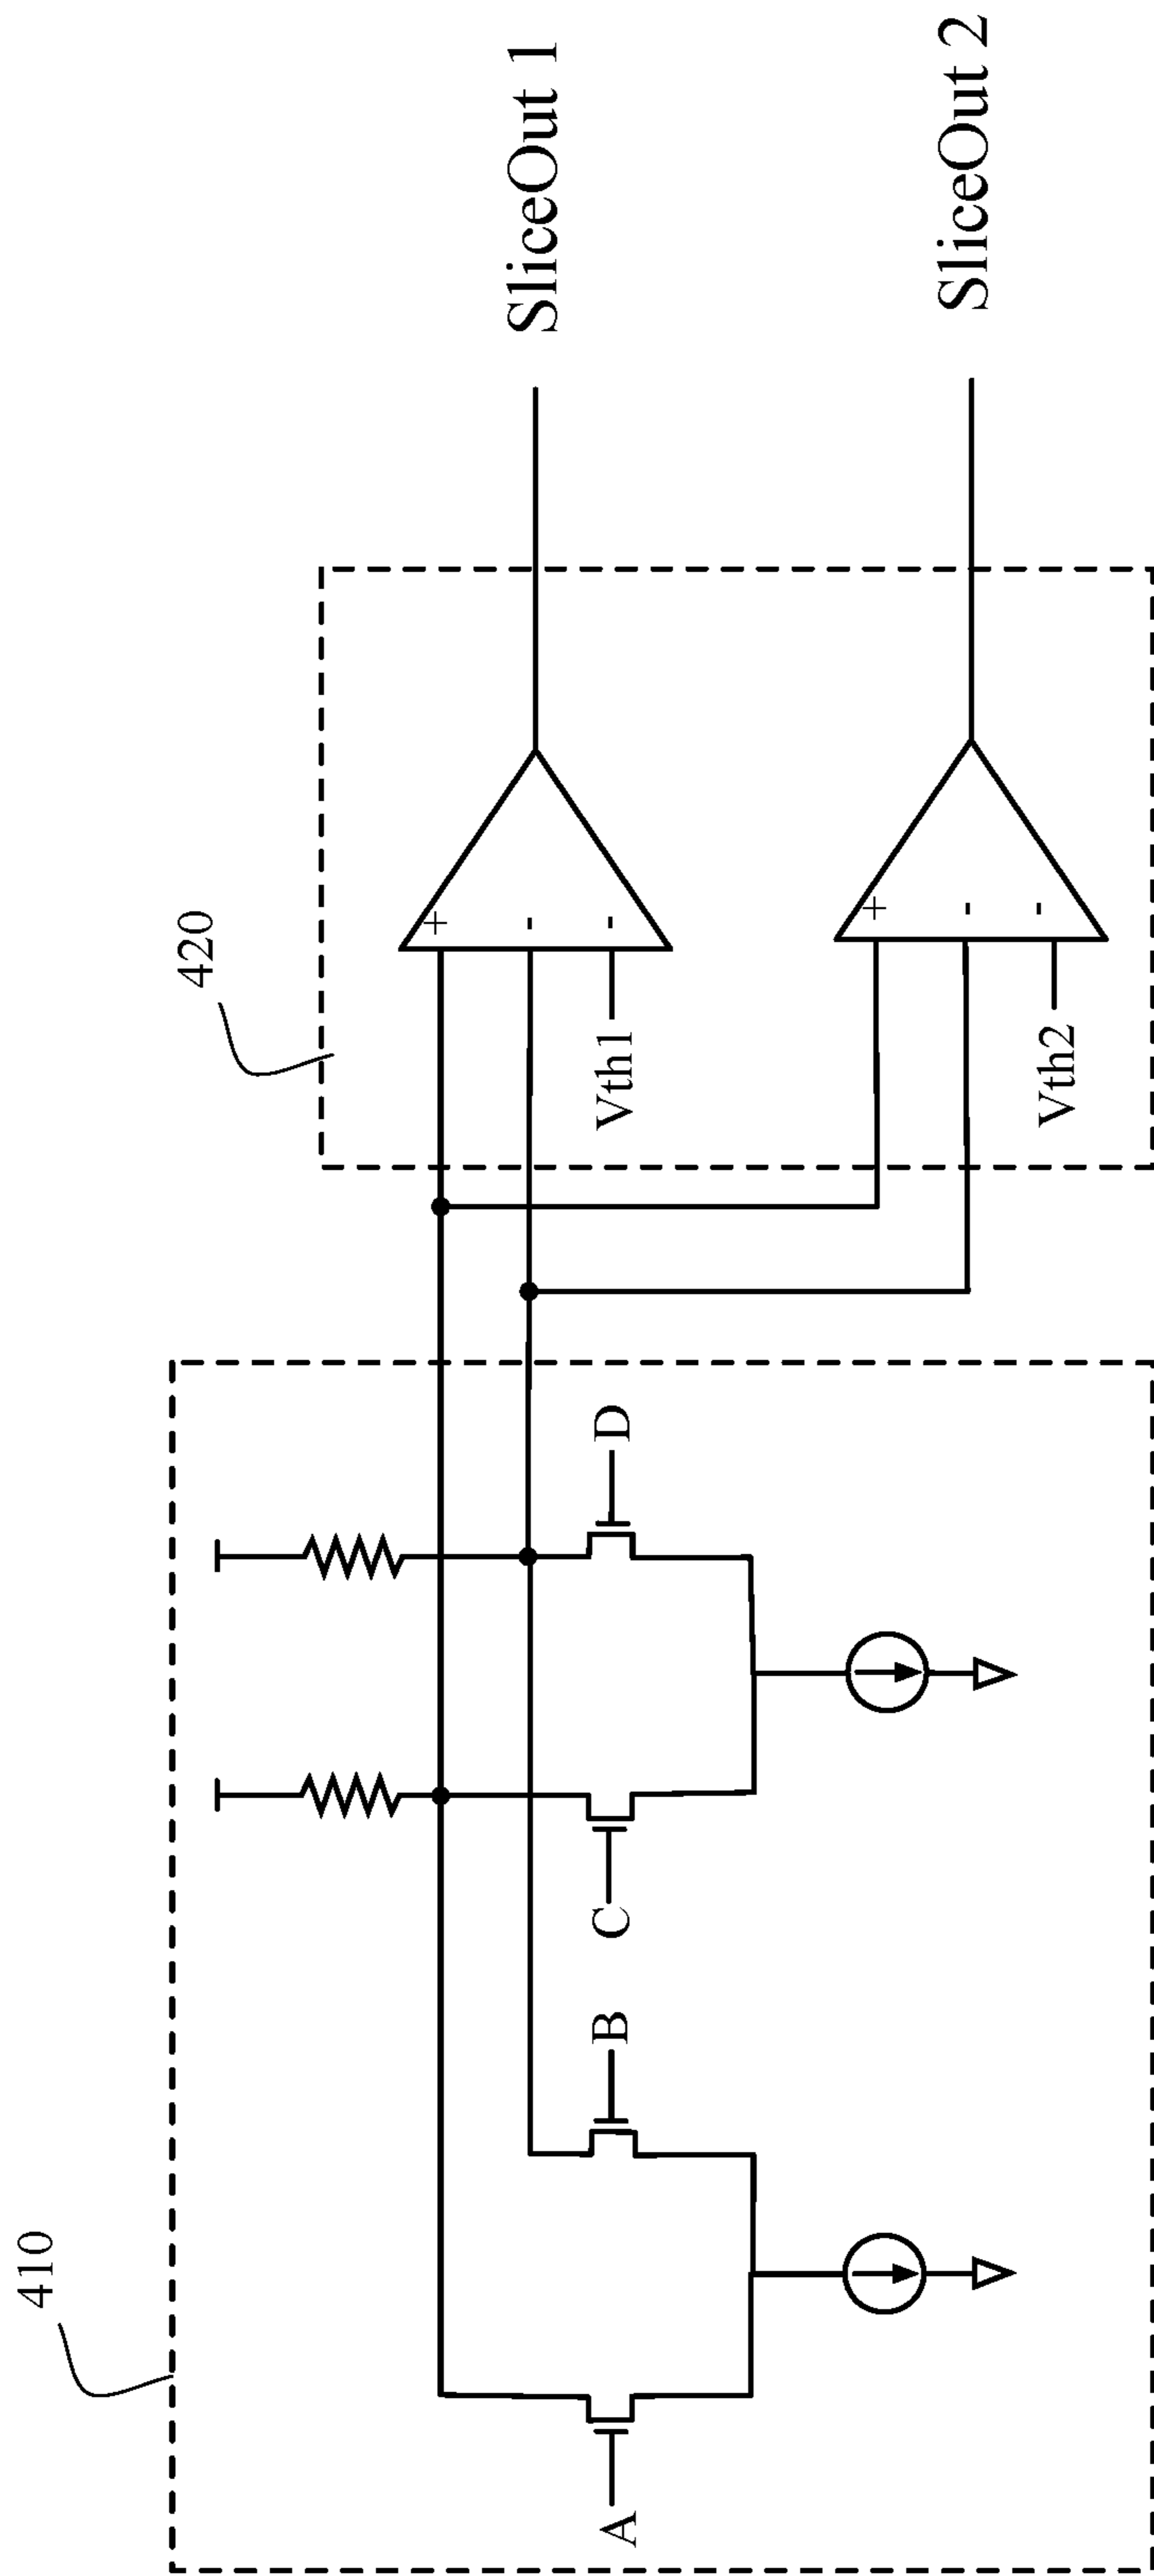 410
420
A
B
C
D
+
-
-
Vth1
SliceOut 1
+
-
-
Vth2
SliceOut 2